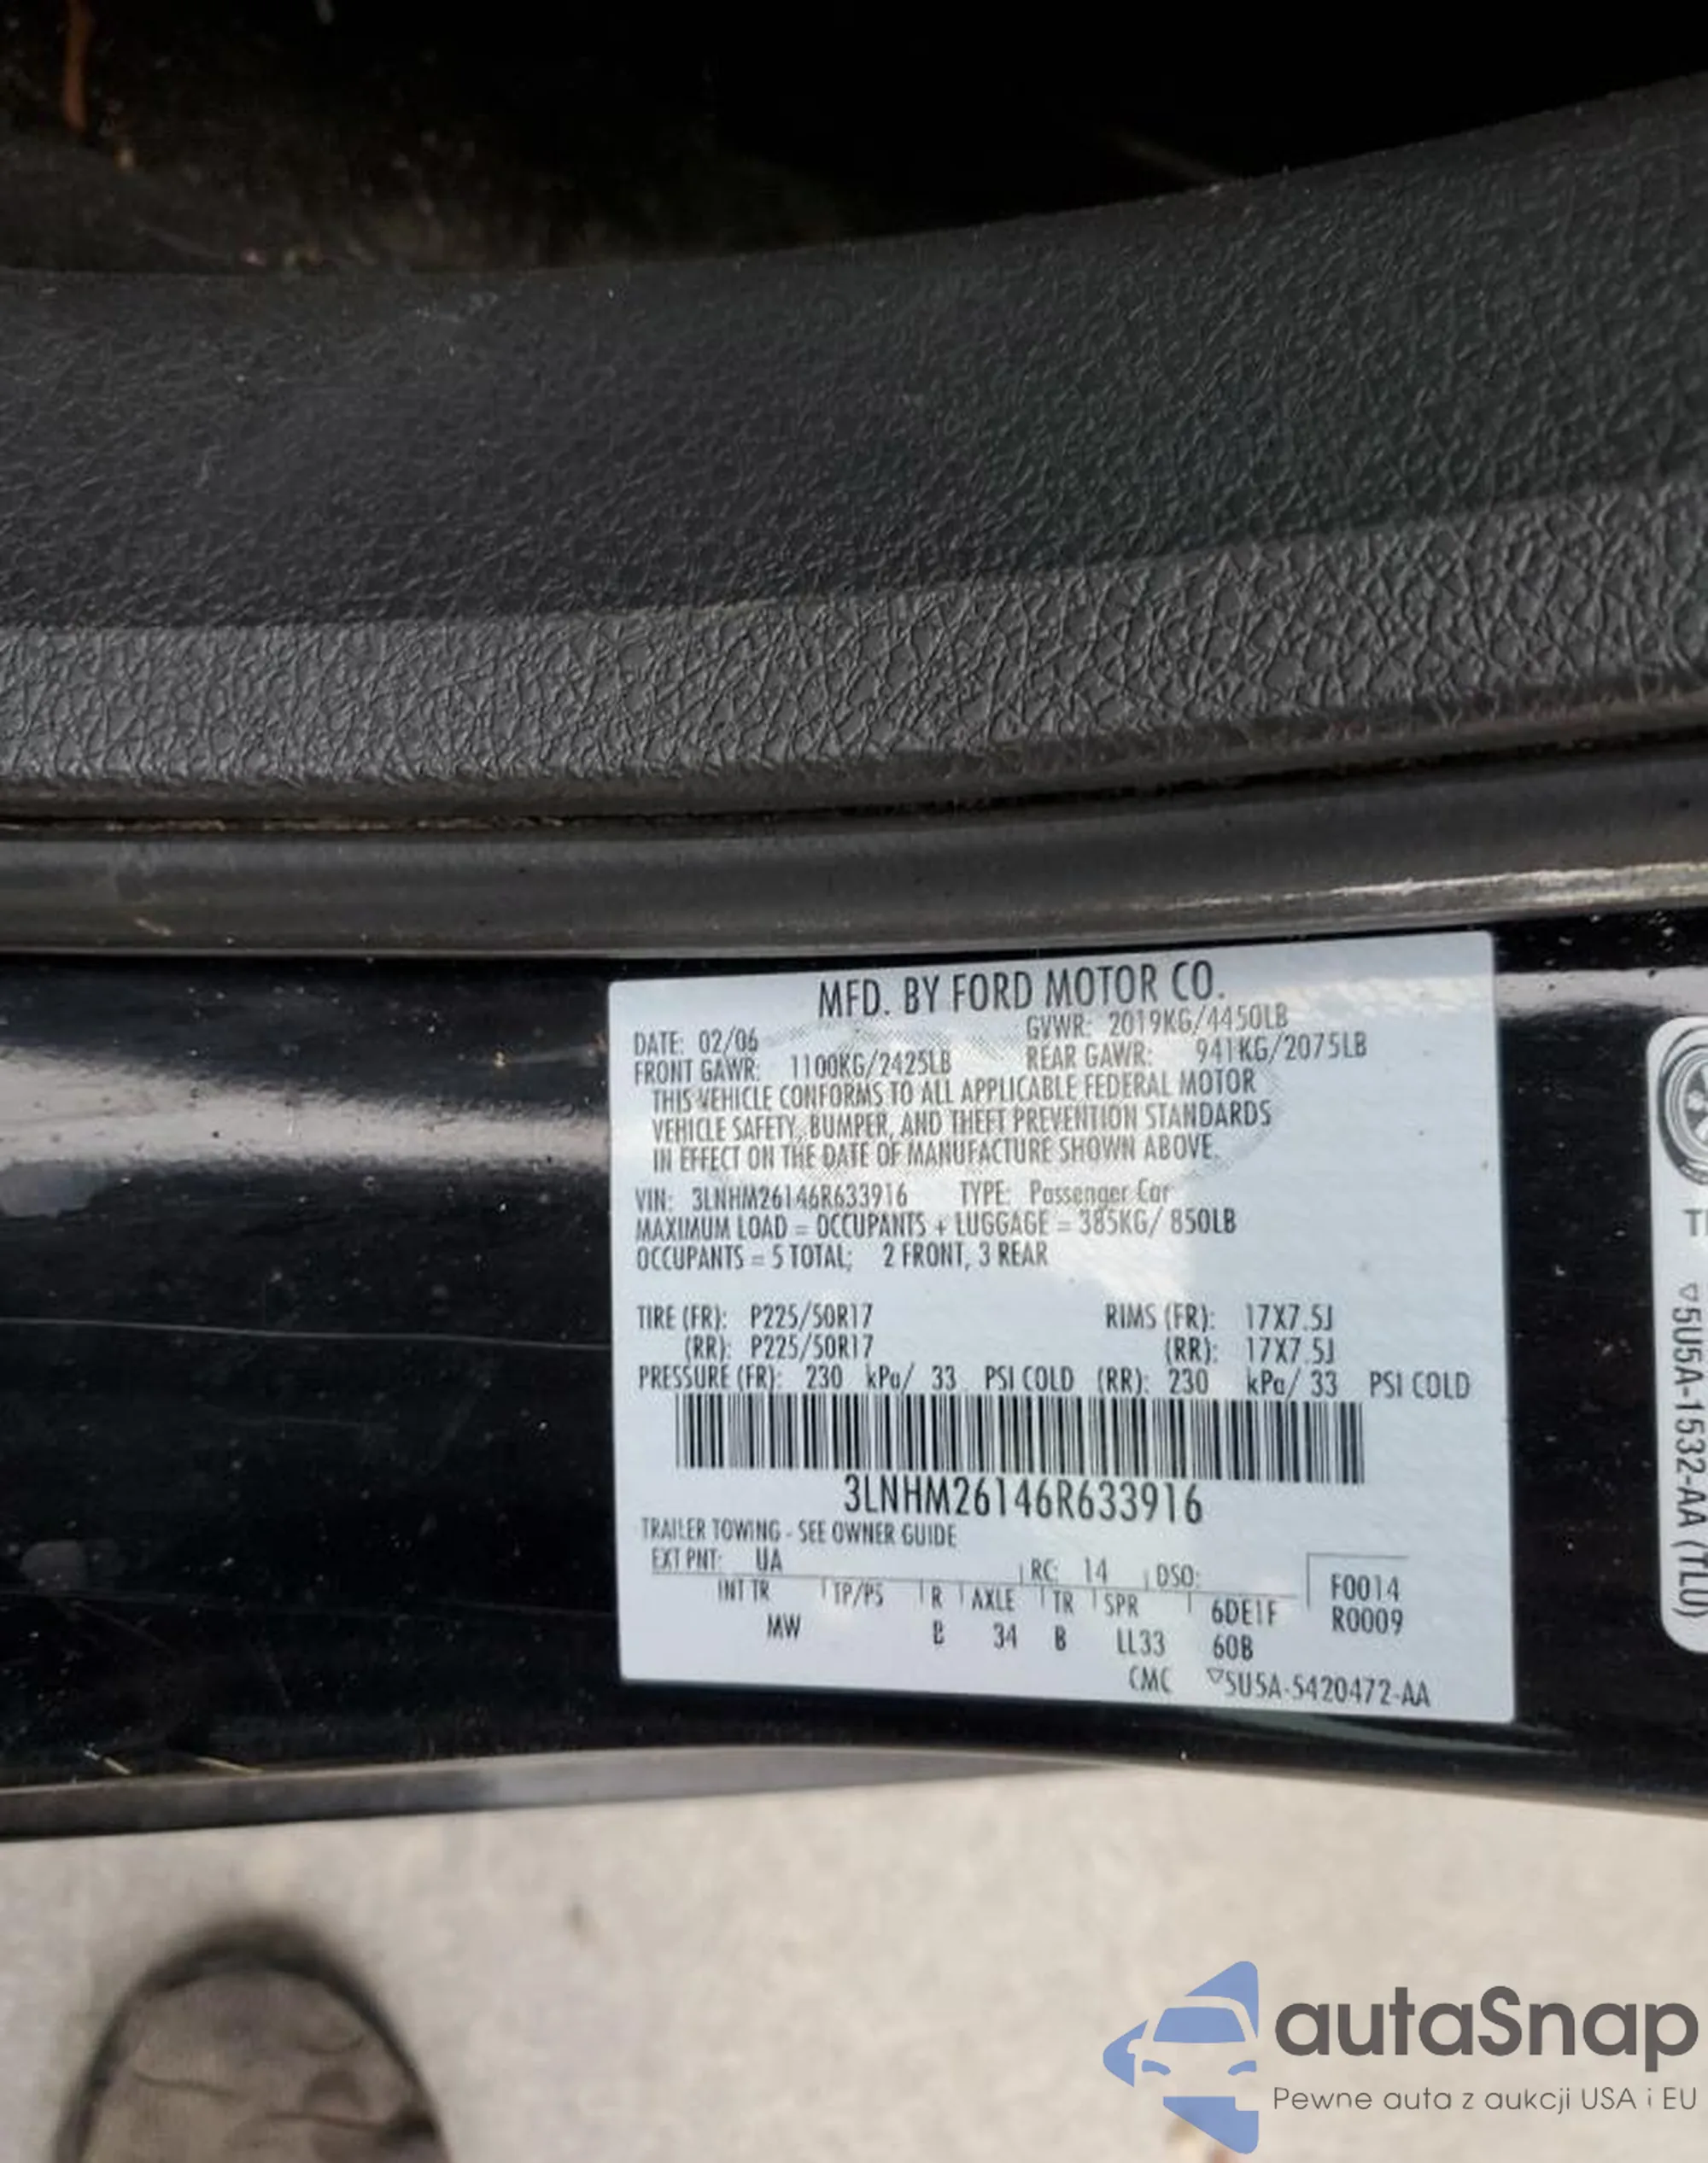 MFD. BY FORD MOTOR CO.
DATE: 02/06 GVWR: 2019KG/4450LB
FRONT GAWR: 1100KG/2425LB REAR GAWR: 941KG/2075LB
THIS VEHICLE CONFORMS TO ALL APPLICABLE FEDERAL MOTOR
VEHICLE SAFETY, BUMPER, AND THEFT PREVENTION STANDARDS
IN EFFECT ON THE DATE OF MANUFACTURE SHOWN ABOVE.
VIN: 3LNHM26146R633916 TYPE: Passenger Car
MAXIMUM LOAD = OCCUPANTS + LUGGAGE = 385KG/ 850LB
OCCUPANTS = 5 TOTAL; 2 FRONT, 3 REAR
TIRE (FR): P225/50R17 RIMS (FR): 17X7.5J
(RR): P225/50R17 (RR): 17X7.5J
PRESSURE (FR): 230 kPa/ 33 PSI COLD (RR): 230 kPa/ 33 PSI COLD
3LNHM26146R633916
TRAILER TOWING - SEE OWNER GUIDE
EXT PNT: UA RC: 14 DSO: F0014
INT TR TP/PS R AXLE TR SPR 6DE1F R0009
MW B 34 B LL33 60B
CMC ▽5U5A-5420472-AA
▽5U5A-1532-AA (TLU)
autaSnap
Pewne auta z aukcji USA i EU